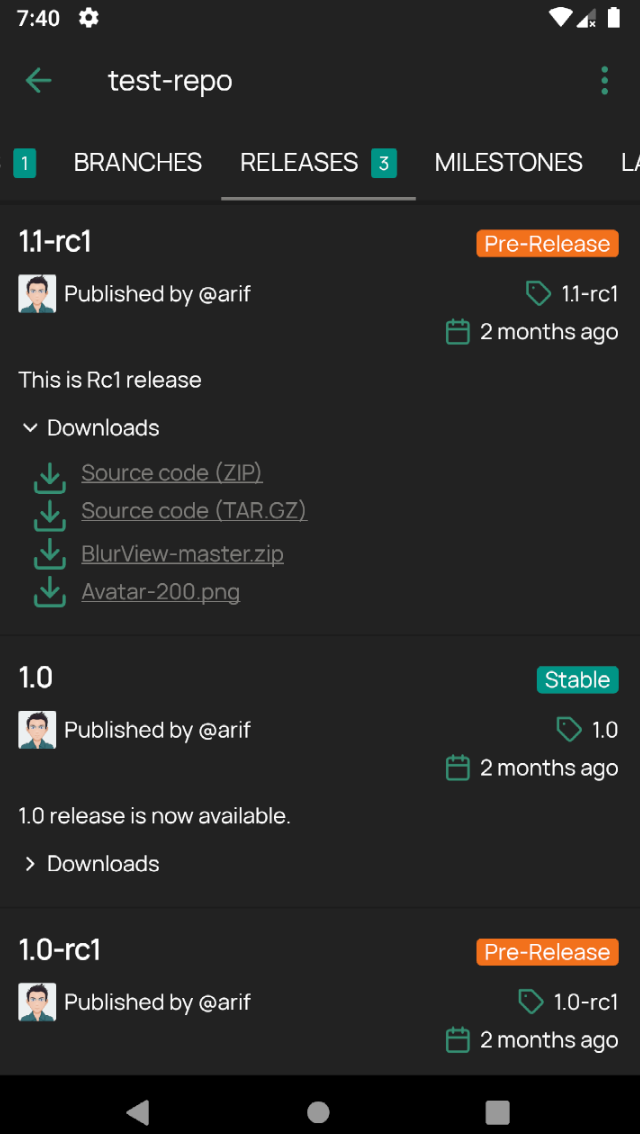 7:40
test-repo
1 BRANCHES RELEASES 3 MILESTONES LA
1.1-rc1 Pre-Release
Published by @arif 1.1-rc1
2 months ago
This is Rc1 release
Downloads
Source code (ZIP)
Source code (TAR.GZ)
BlurView-master.zip
Avatar-200.png
1.0 Stable
Published by @arif 1.0
2 months ago
1.0 release is now available.
Downloads
1.0-rc1 Pre-Release
Published by @arif 1.0-rc1
2 months ago